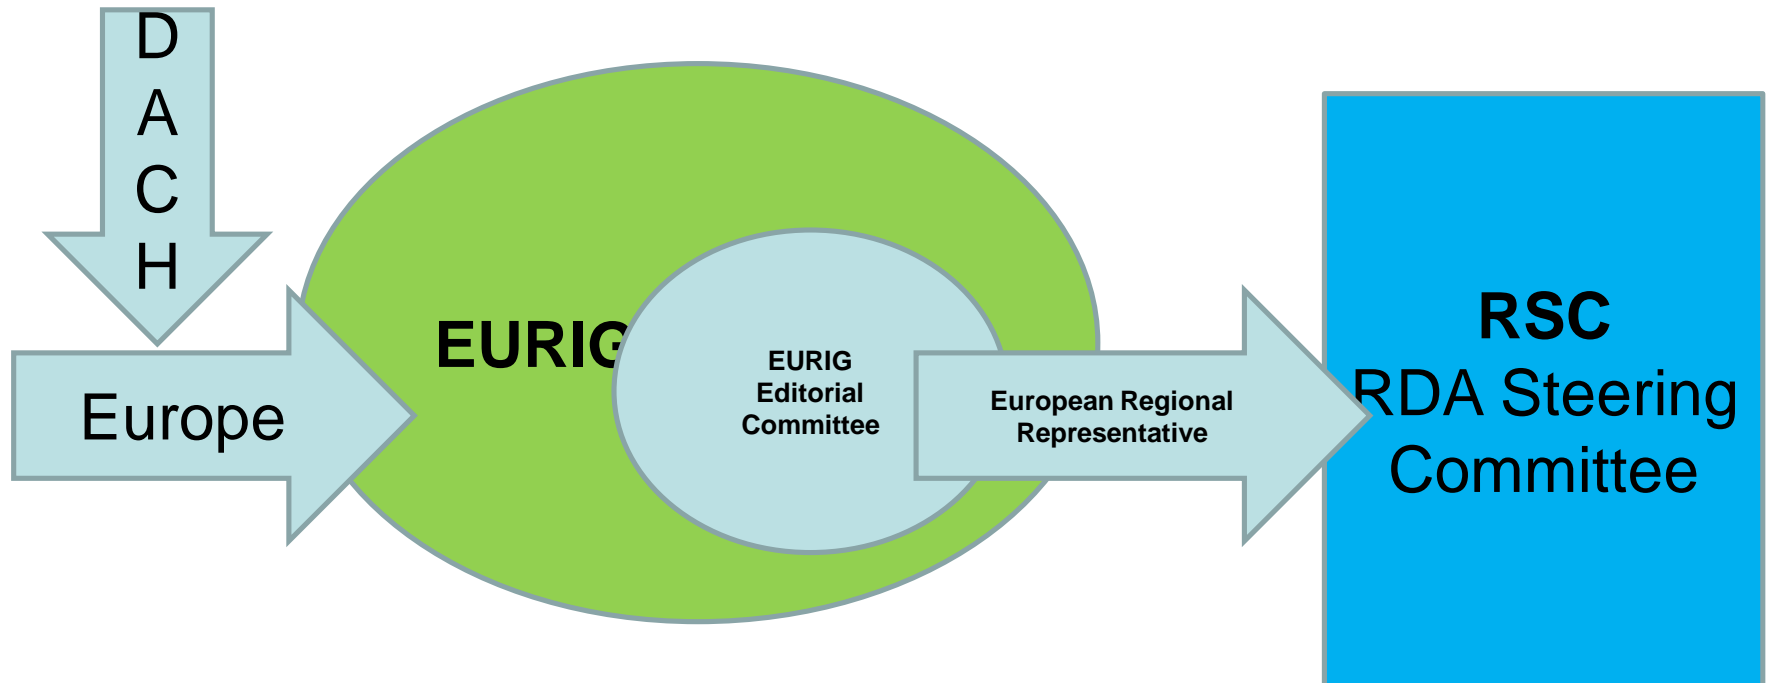 D
A
C
H
Europe
EURIG
EURIG
Editorial
Committee
European Regional
Representative
RSC
RDA Steering
Committee